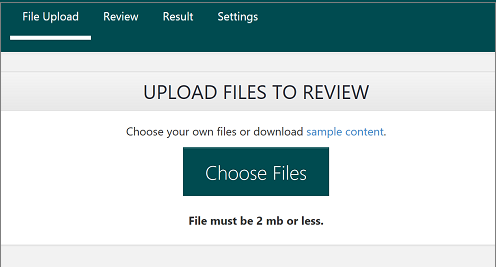 File Upload Review Result Settings
UPLOAD FILES TO REVIEW
Choose your own files or download sample content.
Choose Files
File must be 2 mb or less.